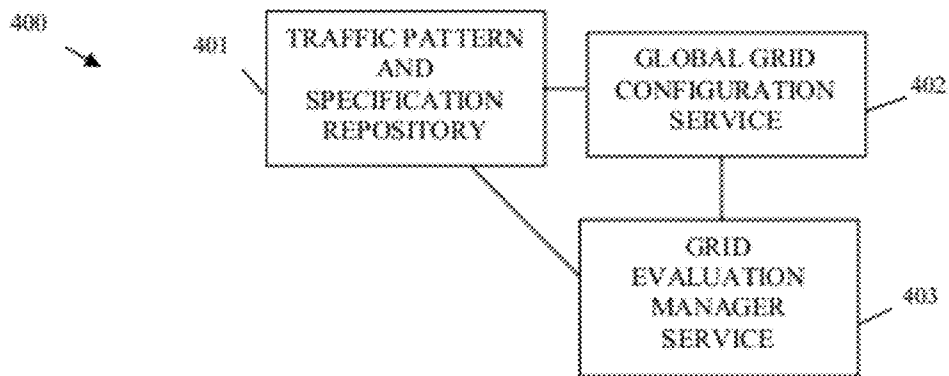 400
401
TRAFFIC PATTERN
AND
SPECIFICATION
REPOSITORY
GLOBAL GRID
CONFIGURATION
SERVICE
402
GRID
EVALUATION
MANAGER
SERVICE
403